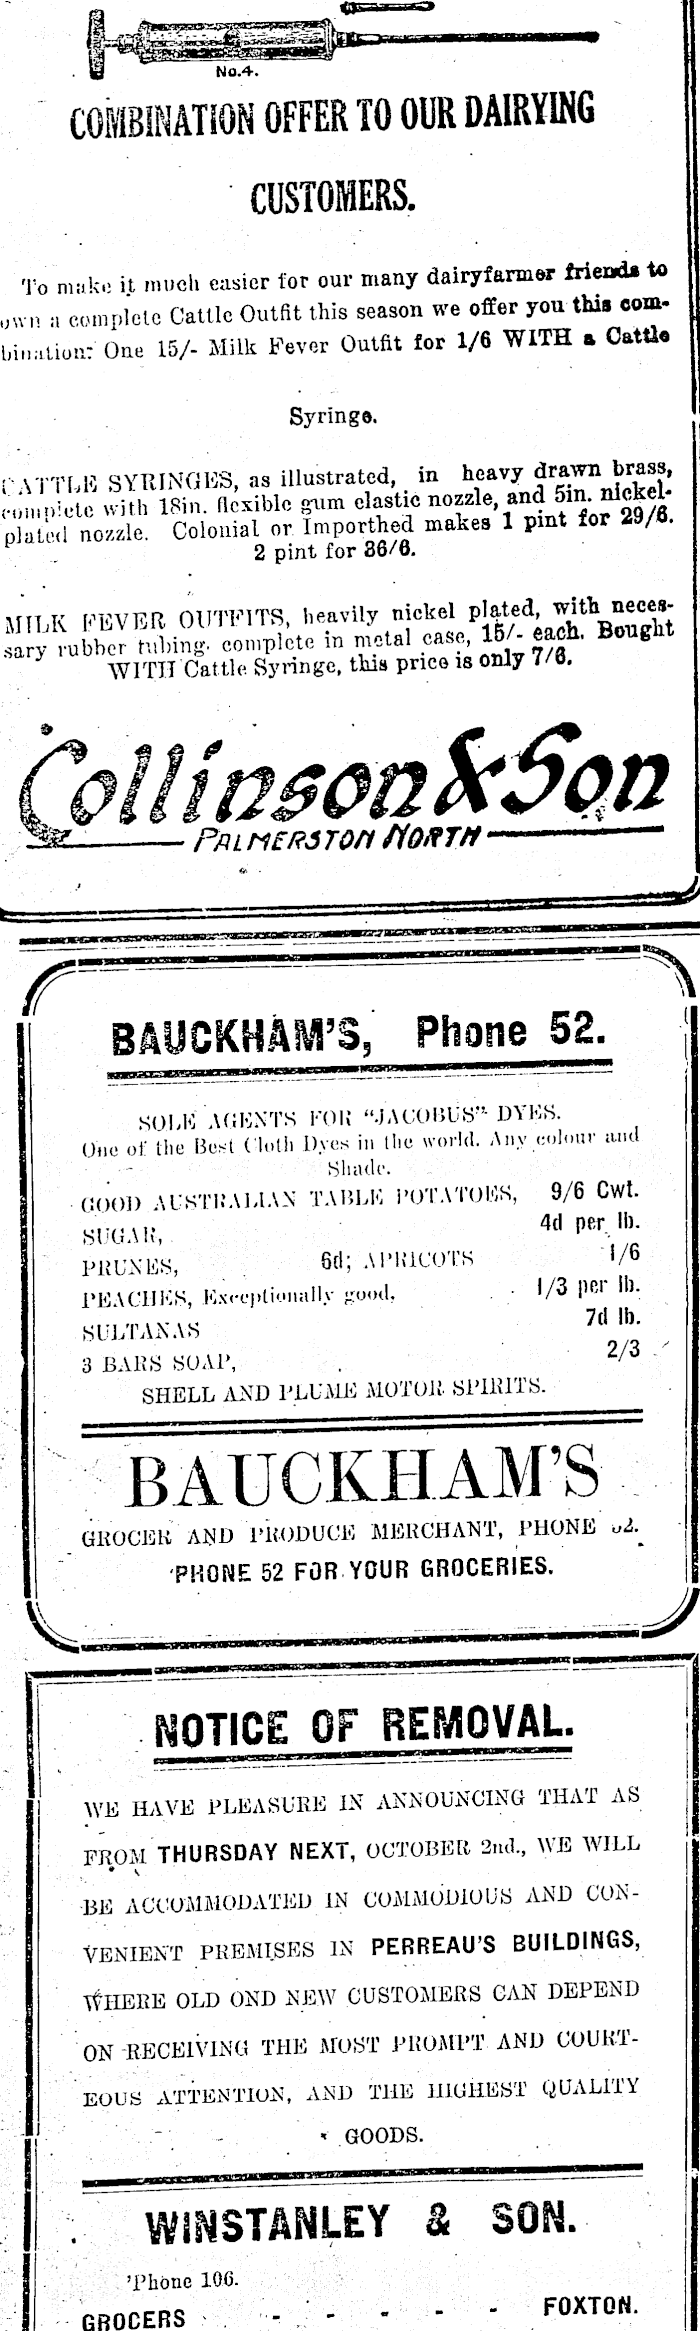 No.4.
COMBINATION OFFER TO OUR DAIRYING
CUSTOMERS.
To make it much easier for our many dairyfarmer friends to
own a complete Cattle Outfit this season we offer you this com-
bination: One 15/- Milk Fever Outfit for 1/6 WITH a Cattle
Syringe.
CATTLE SYRINGES, as illustrated, in heavy drawn brass,
complete with 18in. flexible gum elastic nozzle, and 5in. nickel-
plated nozzle. Colonial or Importhed makes 1 pint for 29/6.
2 pint for 36/6.
MILK FEVER OUTFITS, heavily nickel plated, with neces-
sary rubber tubing. complete in metal case, 15/- each. Bought
WITH Cattle Syringe, this price is only 7/6.
Collinson & Son
PALMERSTON NORTH
BAUCKHAM'S, Phone 52.
SOLE AGENTS FOR "JACOBUS" DYES.
One of the Best Cloth Dyes in the world. Any colour and
Shade.
GOOD AUSTRALIAN TABLE POTATOES, 9/6 Cwt.
SUGAR, 4d per lb.
PRUNES, 6d; APRICOTS 1/6
PEACHES, Exceptionally good, 1/3 per lb.
SULTANAS 7d lb.
3 BARS SOAP, 2/3
SHELL AND PLUME MOTOR SPIRITS.
BAUCKHAM'S
GROCER AND PRODUCE MERCHANT, PHONE 52.
'PHONE 52 FOR YOUR GROCERIES.
NOTICE OF REMOVAL.
WE HAVE PLEASURE IN ANNOUNCING THAT AS
FROM THURSDAY NEXT, OCTOBER 2nd., WE WILL
BE ACCOMMODATED IN COMMODIOUS AND CON-
VENIENT PREMISES IN PERREAU'S BUILDINGS,
WHERE OLD OND NEW CUSTOMERS CAN DEPEND
ON RECEIVING THE MOST PROMPT AND COURT-
EOUS ATTENTION, AND THE HIGHEST QUALITY
GOODS.
WINSTANLEY & SON.
'Phone 106.
GROCERS - - - - - FOXTON.